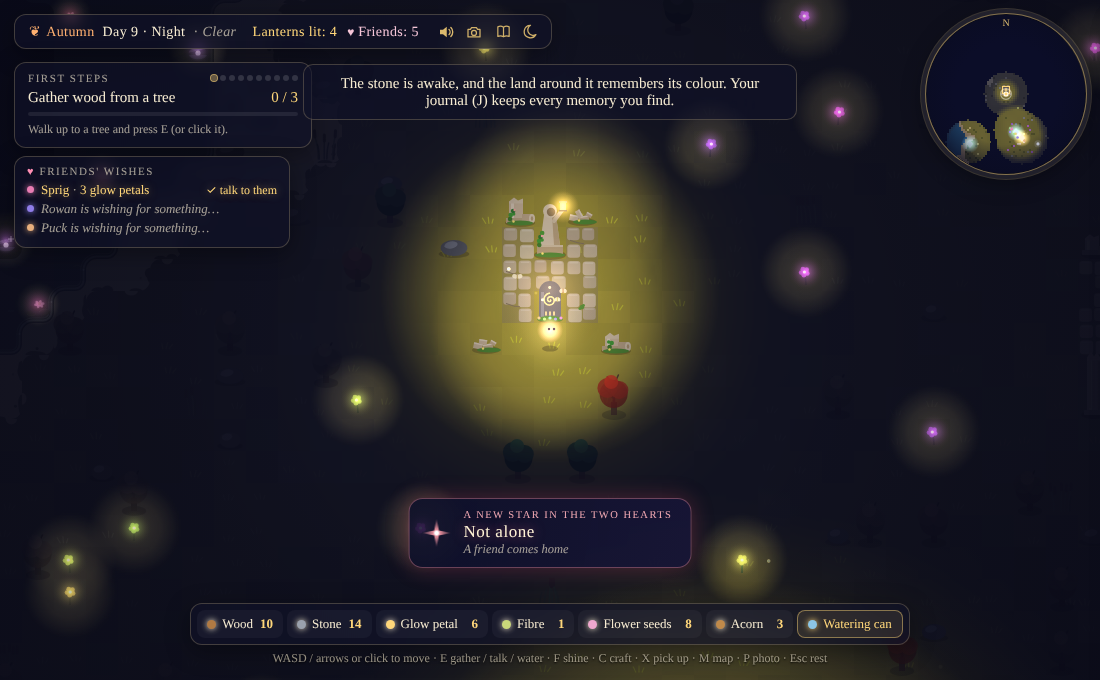 Autumn Day 9 · Night · Clear Lanterns lit: 4 ♥ Friends: 5
N
FIRST STEPS
Gather wood from a tree 0 / 3
Walk up to a tree and press E (or click it).
The stone is awake, and the land around it remembers its colour. Your
journal (J) keeps every memory you find.
♥ FRIENDS' WISHES
Sprig · 3 glow petals ✓ talk to them
Rowan is wishing for something…
Puck is wishing for something…
A NEW STAR IN THE TWO HEARTS
Not alone
A friend comes home
Wood 10 Stone 14 Glow petal 6 Fibre 1 Flower seeds 8 Acorn 3 Watering can
WASD / arrows or click to move · E gather / talk / water · F shine · C craft · X pick up · M map · P photo · Esc rest